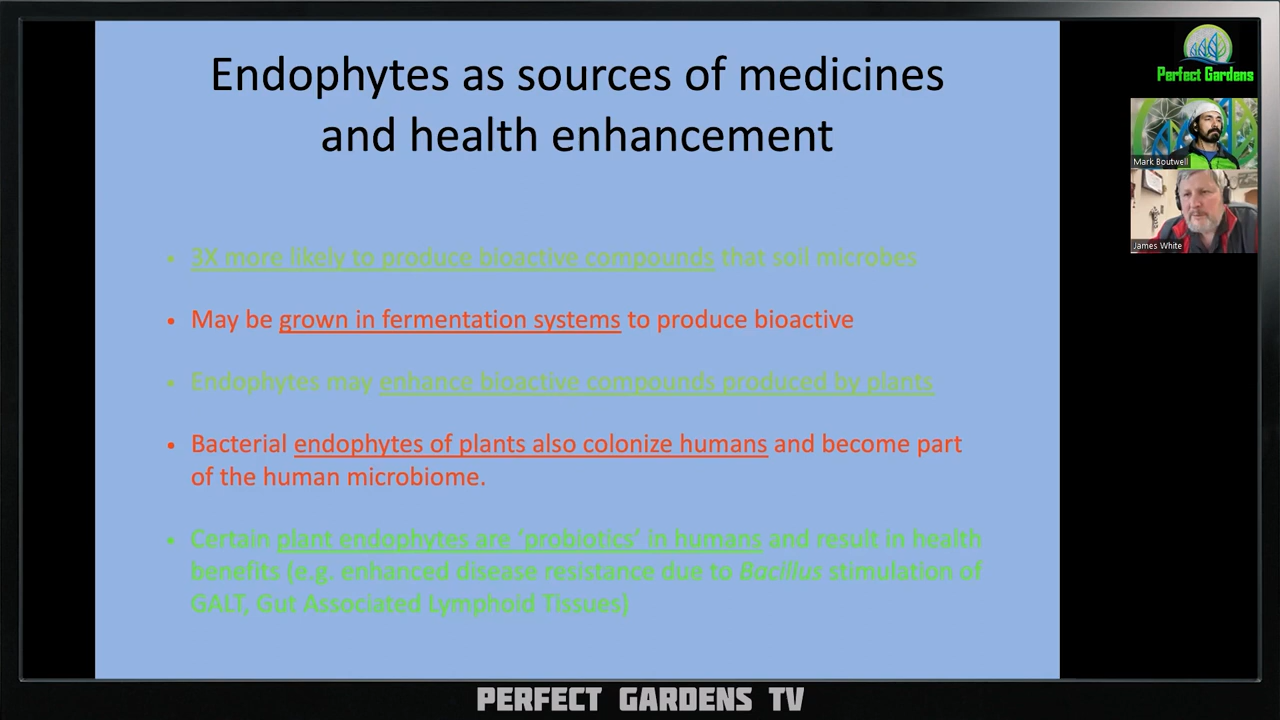 Endophytes as sources of medicines
and health enhancement
• 3X more likely to produce bioactive compounds that soil microbes
• May be grown in fermentation systems to produce bioactive
• Endophytes may enhance bioactive compounds produced by plants
• Bacterial endophytes of plants also colonize humans and become part
of the human microbiome.
• Certain plant endophytes are ‘probiotics’ in humans and result in health
benefits (e.g. enhanced disease resistance due to Bacillus stimulation of
GALT, Gut Associated Lymphoid Tissues)
Perfect Gardens
Mark Boutwell
James White
PERFECT GARDENS TV